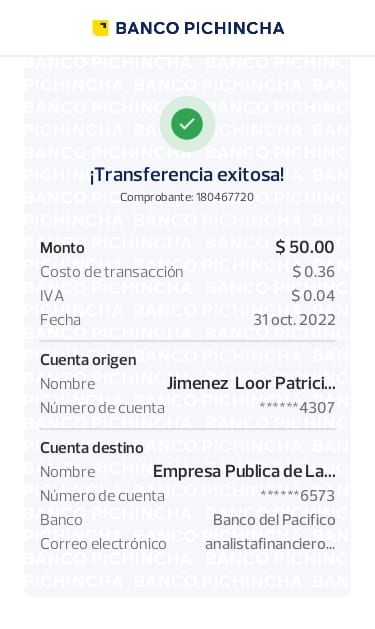 BANCO PICHINCHA
¡Transferencia exitosa!
Comprobante: 180467720
Monto $ 50.00
Costo de transacción $ 0.36
IVA $ 0.04
Fecha 31 oct. 2022
Cuenta origen
Nombre Jimenez Loor Patrici...
Número de cuenta ******4307
Cuenta destino
Nombre Empresa Publica de La...
Número de cuenta ******6573
Banco Banco del Pacifico
Correo electrónico analistafinanciero...